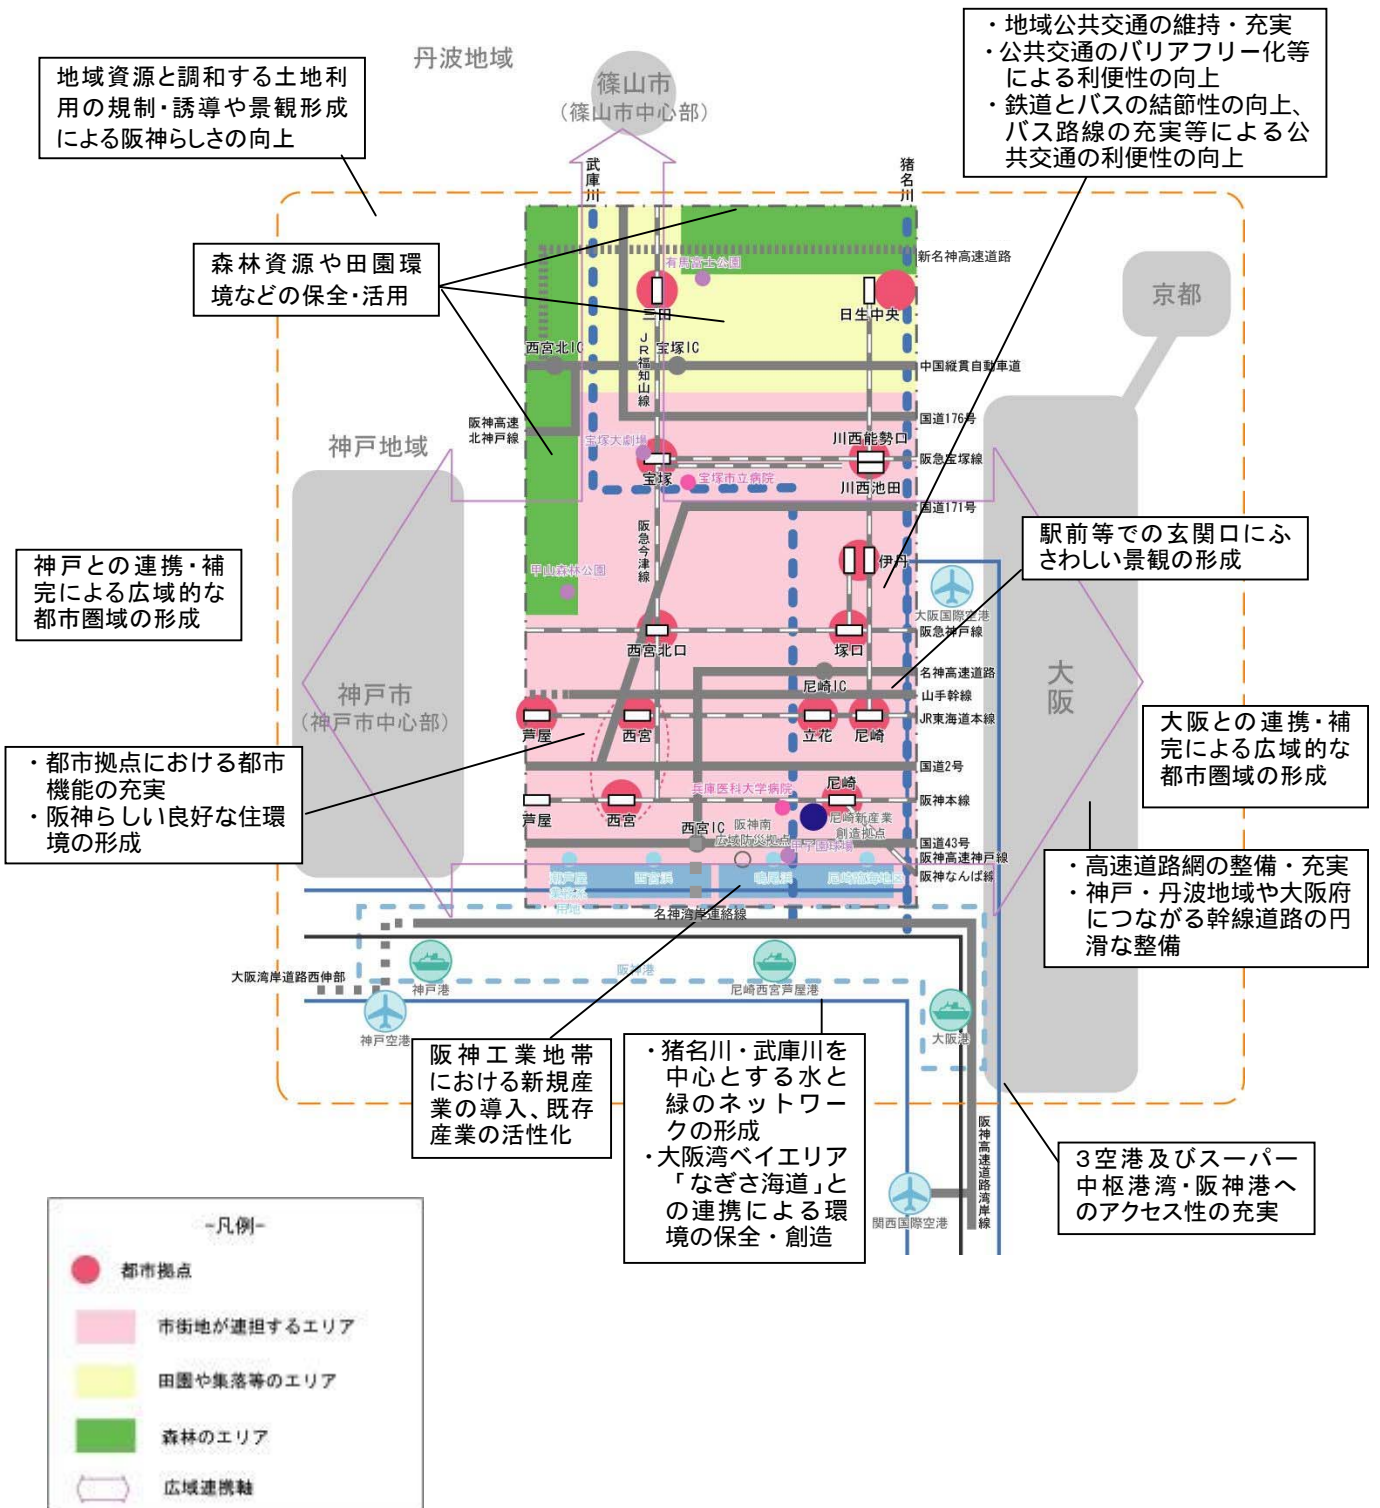 丹波地域
篠山市
(篠山市中心部)
地域資源と調和する土地利
用の規制・誘導や景観形成
による阪神らしさの向上
・地域公共交通の維持・充実
・公共交通のバリアフリー化等
による利便性の向上
・鉄道とバスの結節性の向上、
バス路線の充実等による公
共交通の利便性の向上
武庫川
猪名川
森林資源や田園環
境などの保全・活用
新名神高速道路
有馬富士公園
三田
日生中央
京都
JR福知山線
西宮北IC
宝塚IC
中国縦貫自動車道
阪神高速
北神戸線
国道176号
神戸地域
宝塚大劇場
川西能勢口
阪急宝塚線
宝塚
宝塚市立病院
川西池田
国道171号
阪急今津線
駅前等での玄関口にふ
さわしい景観の形成
神戸との連携・補
完による広域的な
都市圏域の形成
甲山森林公園
伊丹
大阪国際空港
阪急神戸線
西宮北口
塚口
名神高速道路
尼崎IC
山手幹線
大阪
神戸市
(神戸市中心部)
JR東海道本線
芦屋
西宮
立花
尼崎
大阪との連携・補
完による広域的な
都市圏域の形成
・都市拠点における都市
機能の充実
・阪神らしい良好な住環
境の形成
国道2号
兵庫医科大学病院
尼崎
阪神本線
芦屋
西宮
西宮IC
阪神南
広域防災拠点
尼崎新産業
創造拠点
甲子園球場
国道43号
阪神高速神戸線
阪神なんば線
・高速道路網の整備・充実
・神戸・丹波地域や大阪府
につながる幹線道路の円
滑な整備
潮芦屋
業務系
用地
西宮浜
鳴尾浜
尼崎臨海地区
名神湾岸連絡線
大阪湾岸道路西伸部
神戸港
阪神港
尼崎西宮芦屋港
神戸空港
大阪港
阪神工業地帯
における新規産
業の導入、既存
産業の活性化
・猪名川・武庫川を
中心とする水と
緑のネットワー
クの形成
・大阪湾ベイエリア
「なぎさ海道」と
の連携による環
境の保全・創造
阪神高速道路湾岸線
関西国際空港
3空港及びスーパー
中枢港湾・阪神港へ
のアクセス性の充実
-凡例-
都市拠点
市街地が連担するエリア
田園や集落等のエリア
森林のエリア
広域連携軸